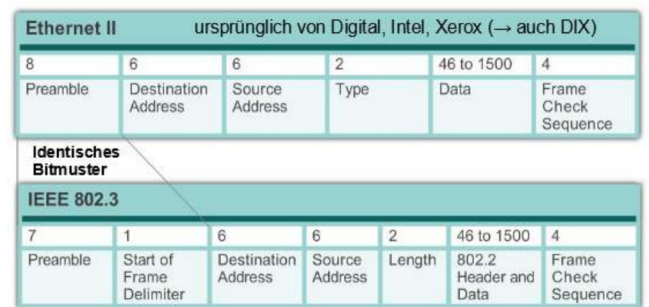 Ethernet II ursprünglich von Digital, Intel, Xerox (→ auch DIX)
8 6 6 2 46 to 1500 4
Preamble Destination Source Type Data Frame
Address Address Check
Sequence
Identisches
Bitmuster
IEEE 802.3
7 1 6 6 2 46 to 1500 4
Preamble Start of Destination Source Length 802.2 Frame
Frame Address Address Header and Check
Delimiter Data Sequence